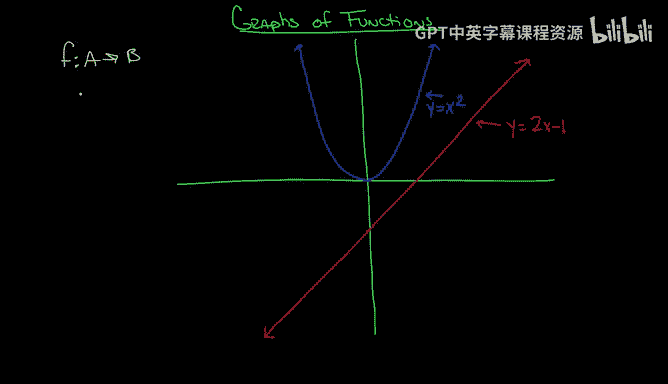 Graphs of Functions
GPT中英字幕课程资源 bilibili
f: A → B
y=x²
y=2x-1